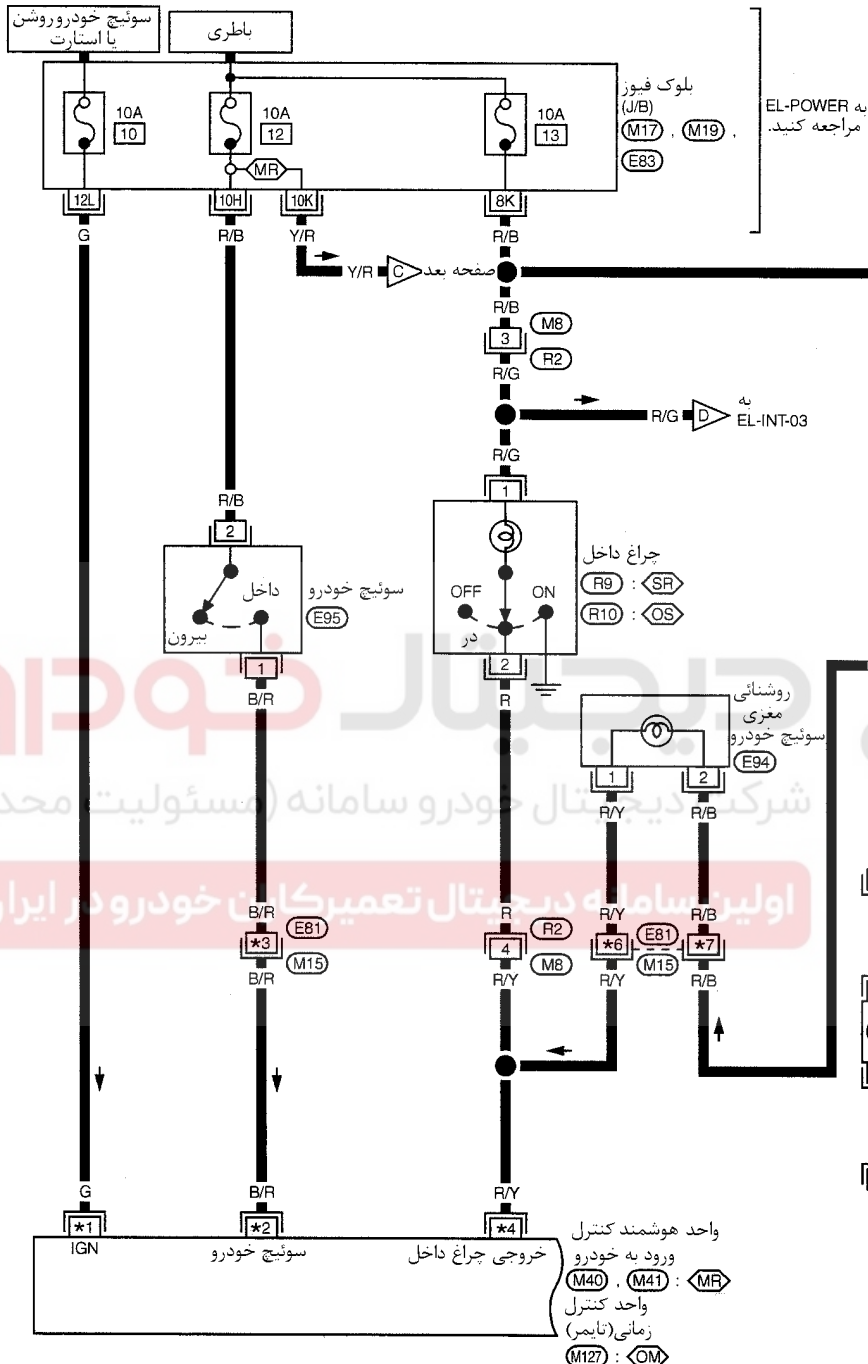 سوئیچ خودرو روشن
یا استارت
باطری
10A
10
10A
12
10A
13
بلوک فیوز
(J/B)
M17 , M19 ,
E83
به EL-POWER
مراجعه کنید.
MR
12L
10H
10K
8K
G
R/B
Y/R
R/B
Y/R C صفحه بعد
R/B
3
M8
R2
R/G
R/G D
به
EL-INT-03
R/G
R/B
2
1
داخل
بیرون
سوئیچ خودرو
E95
1
B/R
OFF
ON
در
چراغ داخل
R9 : SR
R10 : OS
2
R
روشنائی
مغزی
سوئیچ خودرو
E94
1
2
R/Y
R/B
دیجیتال خودرو
شرکت دیجیتال خودرو سامانه (مسئولیت محد
اولین سامانه دیجیتال تعمیرکاران خودرو در ایران
B/R
*3
E81
M15
B/R
R
4
R2
M8
R/Y
R/Y
*6
E81
M15
R/Y
R/B
*7
R/B
G
B/R
R/Y
*1
*2
*4
IGN
سوئیچ خودرو
خروجی چراغ داخل
واحد هوشمند کنترل
ورود به خودرو
M40 , M41 : MR
واحد کنترل
زمانی(تایمر)
M127 : OM